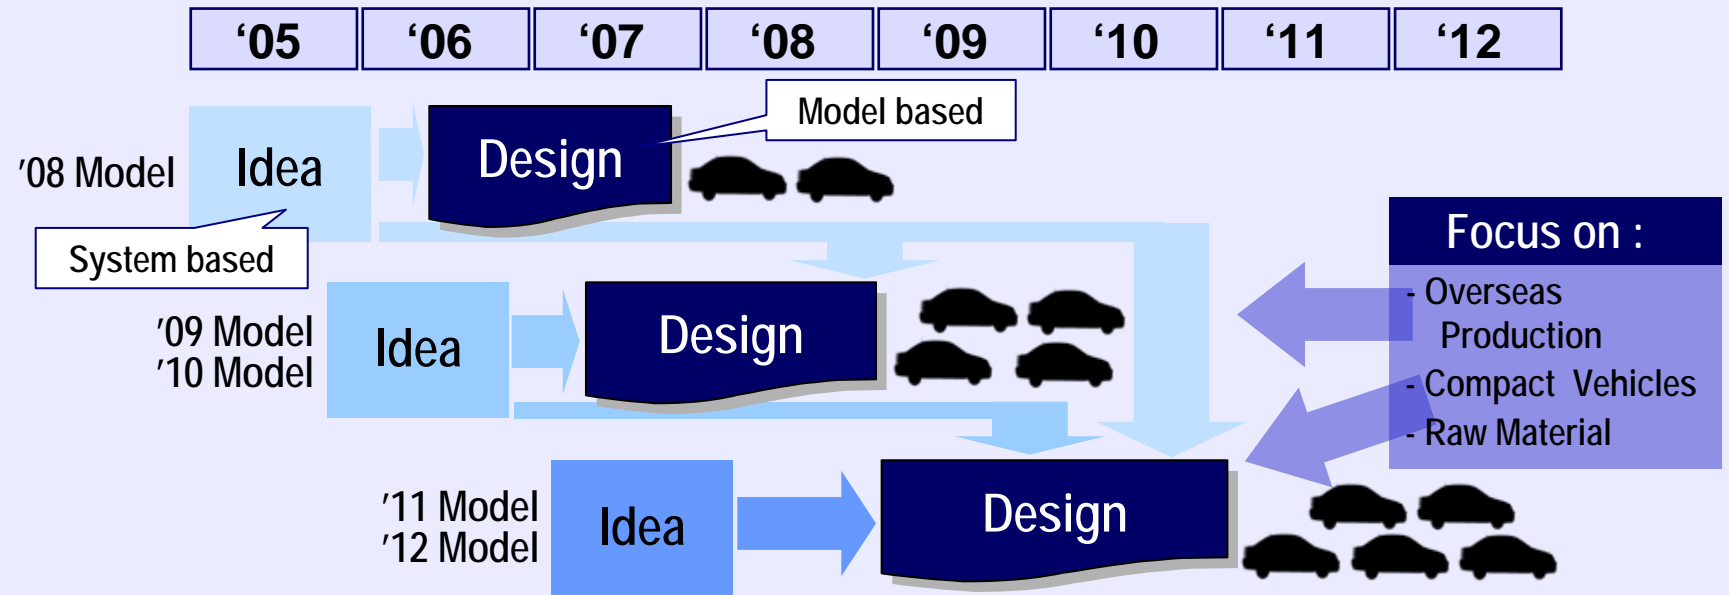 ‘05 ‘06 ‘07 ‘08 ‘09 ‘10 ‘11 ‘12
Model based
’08 Model
Idea
Design
System based
Focus on :
- Overseas
Production
- Compact Vehicles
- Raw Material
’09 Model
’10 Model
Idea
Design
’11 Model
’12 Model
Idea
Design